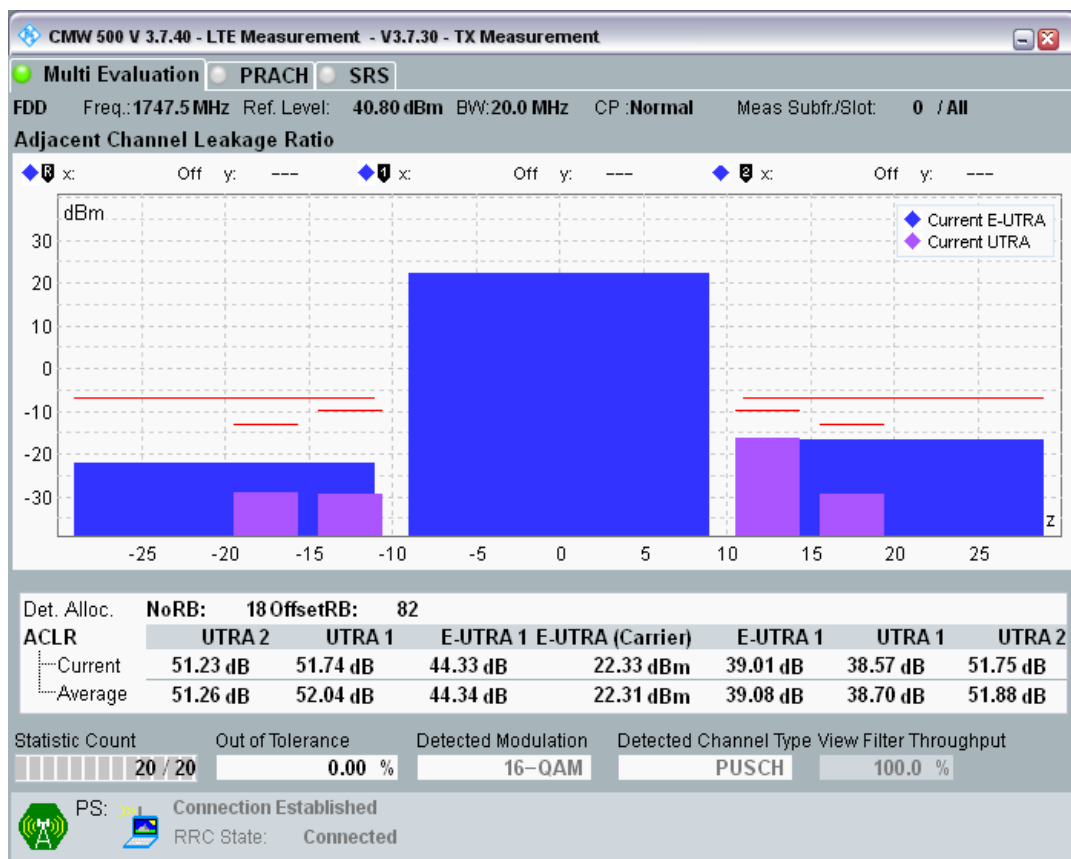 CMW 500 V 3.7.40 - LTE Measurement - V3.7.30 - TX Measurement
Multi Evaluation PRACH SRS
FDD Freq.:1747.5 MHz Ref. Level: 40.80 dBm BW:20.0 MHz CP :Normal Meas Subfr./Slot: 0 / All
Adjacent Channel Leakage Ratio
R x: Off y: --- 1 x: Off y: --- 2 x: Off y: ---
dBm
Current E-UTRA
Current UTRA
30
20
10
0
-10
-20
-30
z
-25 -20 -15 -10 -5 0 5 10 15 20 25
Det. Alloc. NoRB: 18 OffsetRB: 82
ACLR UTRA 2 UTRA 1 E-UTRA 1 E-UTRA (Carrier) E-UTRA 1 UTRA 1 UTRA 2
Current 51.23 dB 51.74 dB 44.33 dB 22.33 dBm 39.01 dB 38.57 dB 51.75 dB
Average 51.26 dB 52.04 dB 44.34 dB 22.31 dBm 39.08 dB 38.70 dB 51.88 dB
Statistic Count Out of Tolerance Detected Modulation Detected Channel Type View Filter Throughput
20 / 20 0.00 % 16-QAM PUSCH 100.0 %
PS: Connection Established
RRC State: Connected